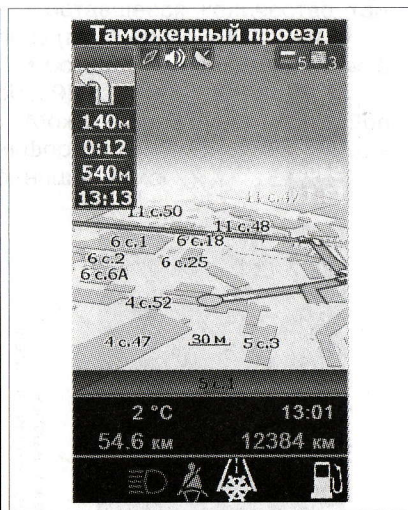 Таможенный проезд
5 3
140м
0:12
540м
13:13
11 с.47
11 с.50
11 с.48
6 с.1 6 с.18
6 с.2 6 с.25
6 с.6А
4 с.52
4 с.47 30 м 5 с.3
5 с.1
2 °C 13:01
54.6 км 12384 км